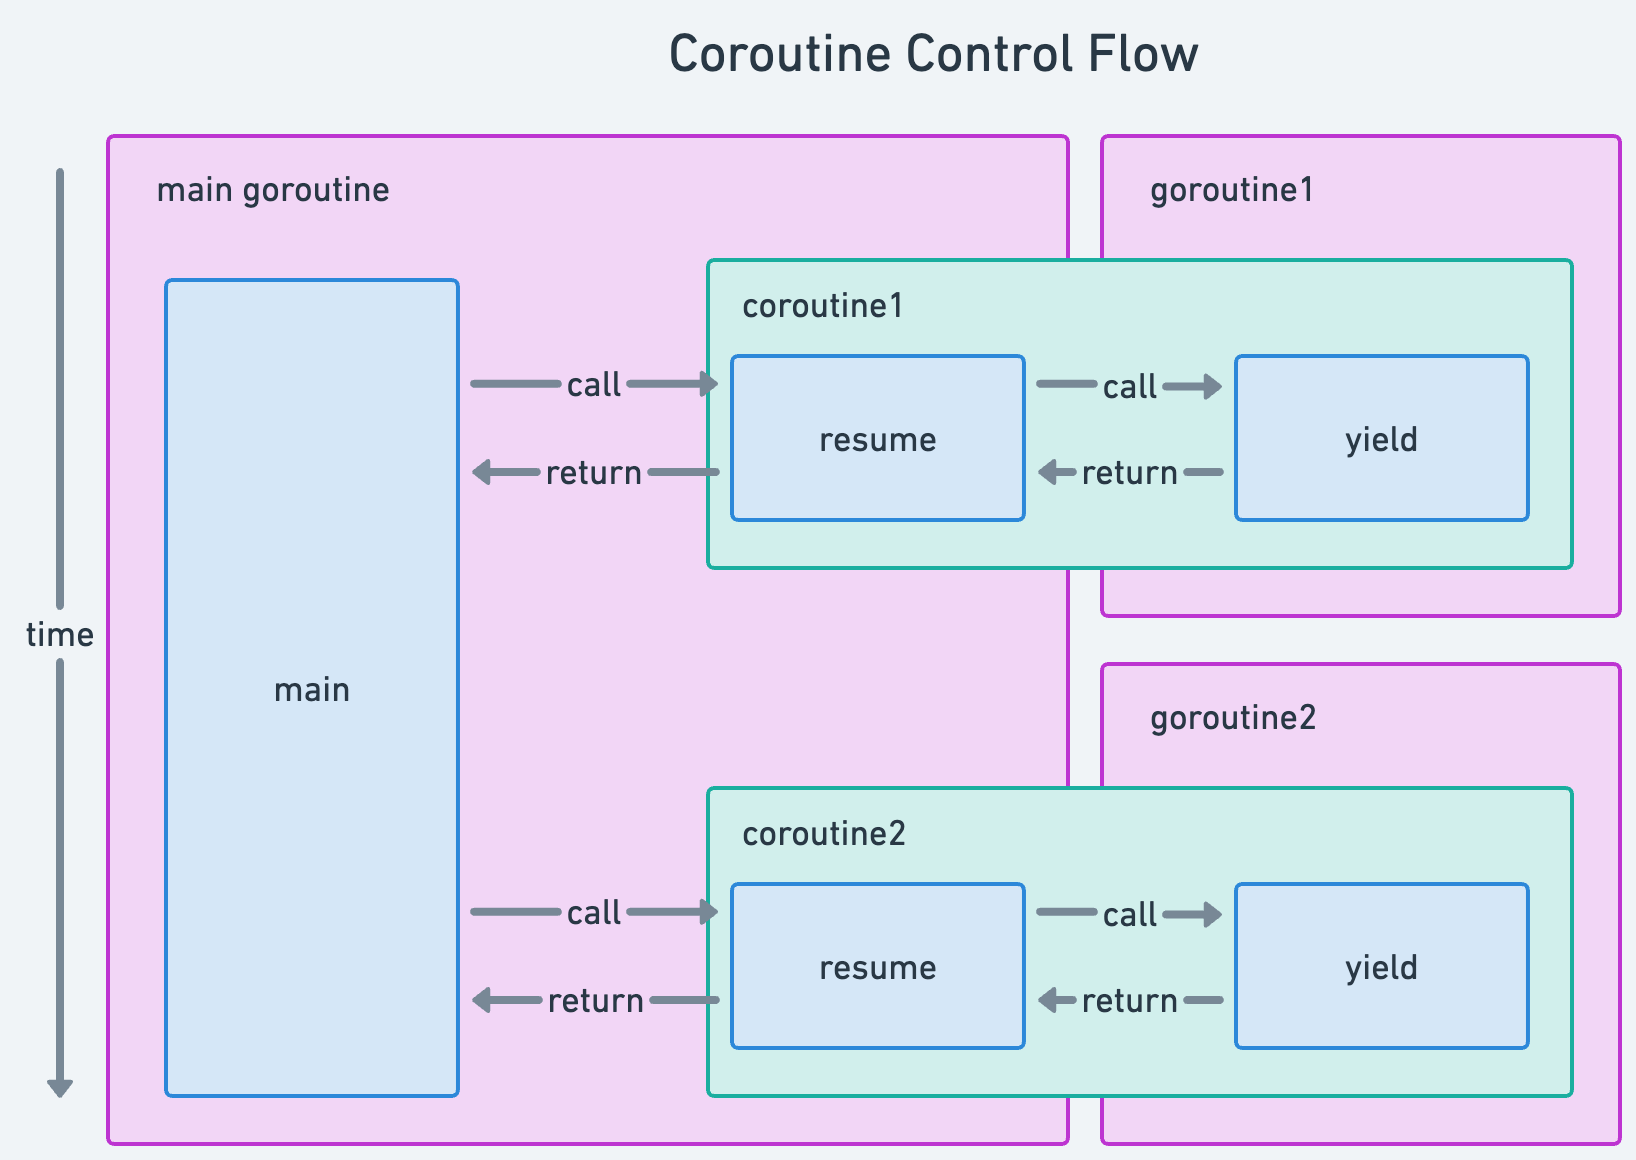 Coroutine Control Flow
main goroutine
goroutine1
coroutine1
call
resume
call
yield
return
return
time
main
goroutine2
coroutine2
call
resume
call
yield
return
return